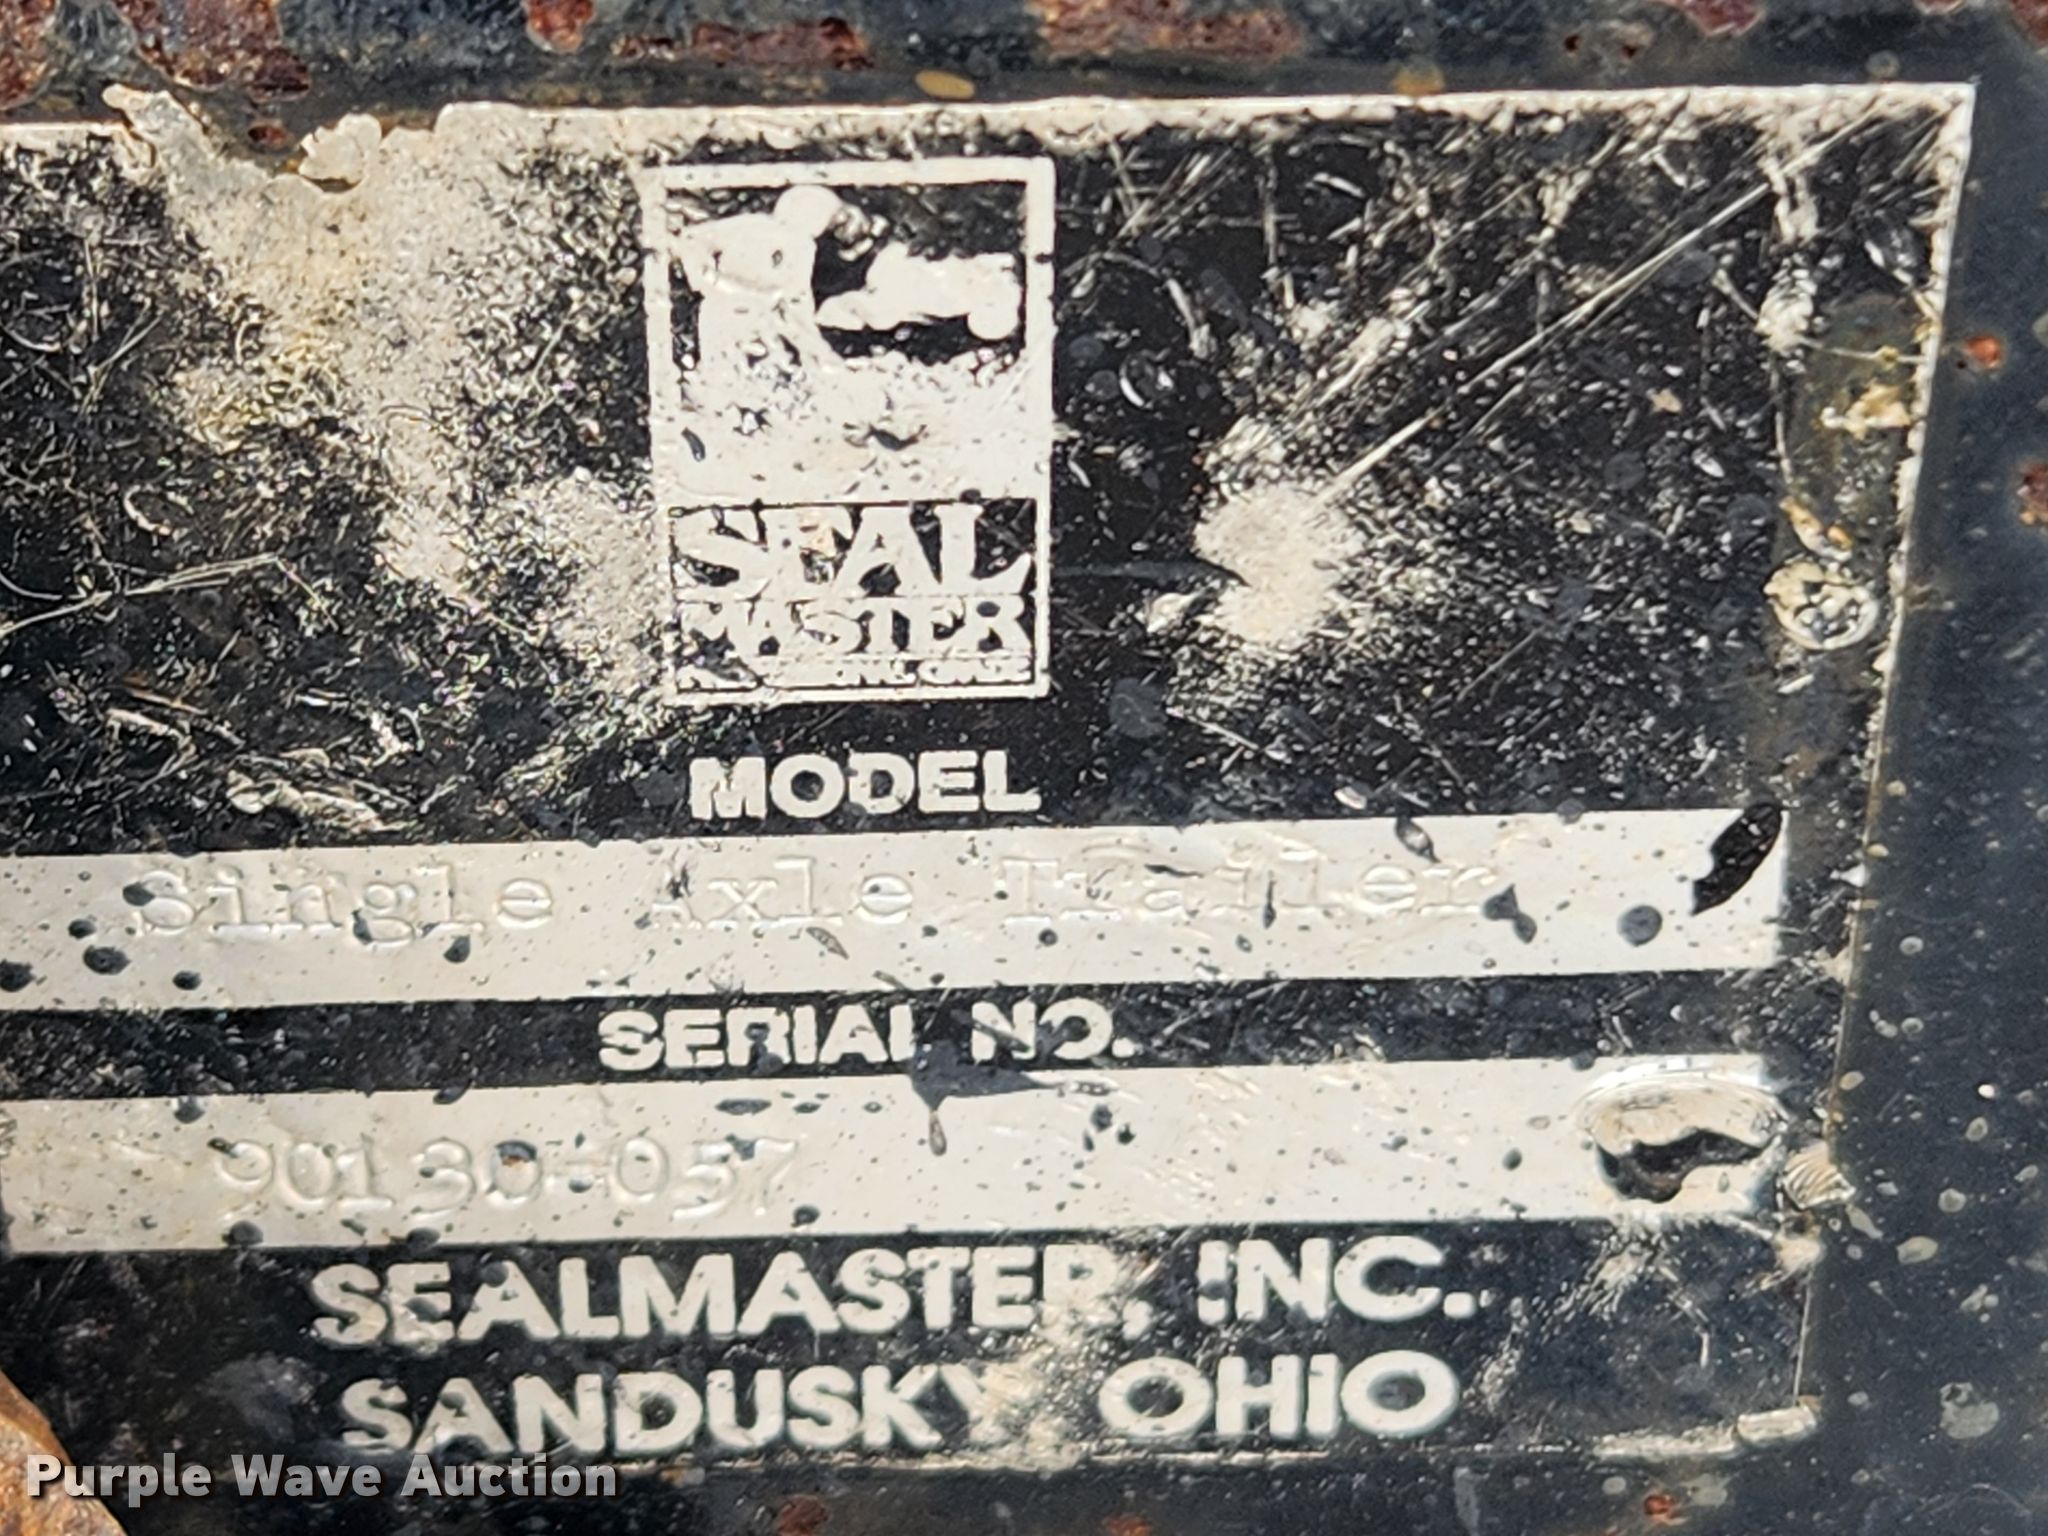 SEAL
MASTER
MODEL
Single Axle Trailer
SERIAL NO.
90130-057
SEALMASTER, INC.
SANDUSKY OHIO
Purple Wave Auction